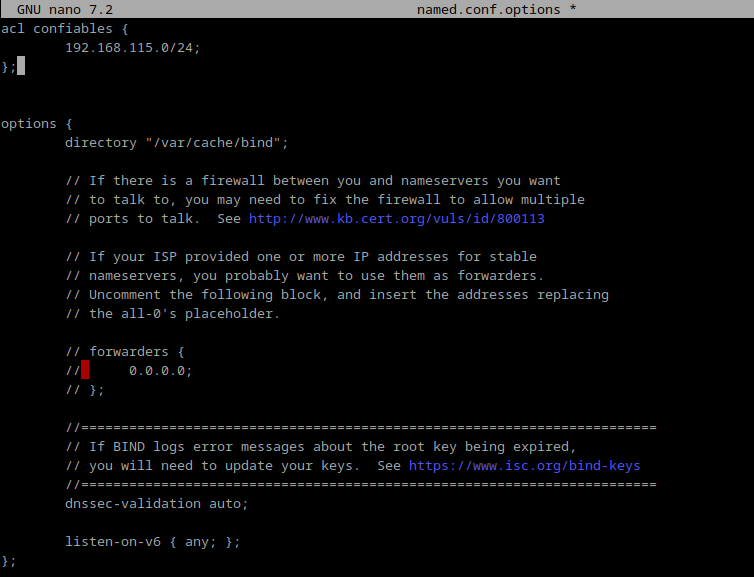 GNU nano 7.2 named.conf.options *
acl confiables {
192.168.115.0/24;
};
options {
directory "/var/cache/bind";
// If there is a firewall between you and nameservers you want
// to talk to, you may need to fix the firewall to allow multiple
// ports to talk.  See http://www.kb.cert.org/vuls/id/800113
// If your ISP provided one or more IP addresses for stable
// nameservers, you probably want to use them as forwarders.
// Uncomment the following block, and insert the addresses replacing
// the all-0's placeholder.
// forwarders {
//      0.0.0.0;
// };
//========================================================================
// If BIND logs error messages about the root key being expired,
// you will need to update your keys.  See https://www.isc.org/bind-keys
//========================================================================
dnssec-validation auto;
listen-on-v6 { any; };
};